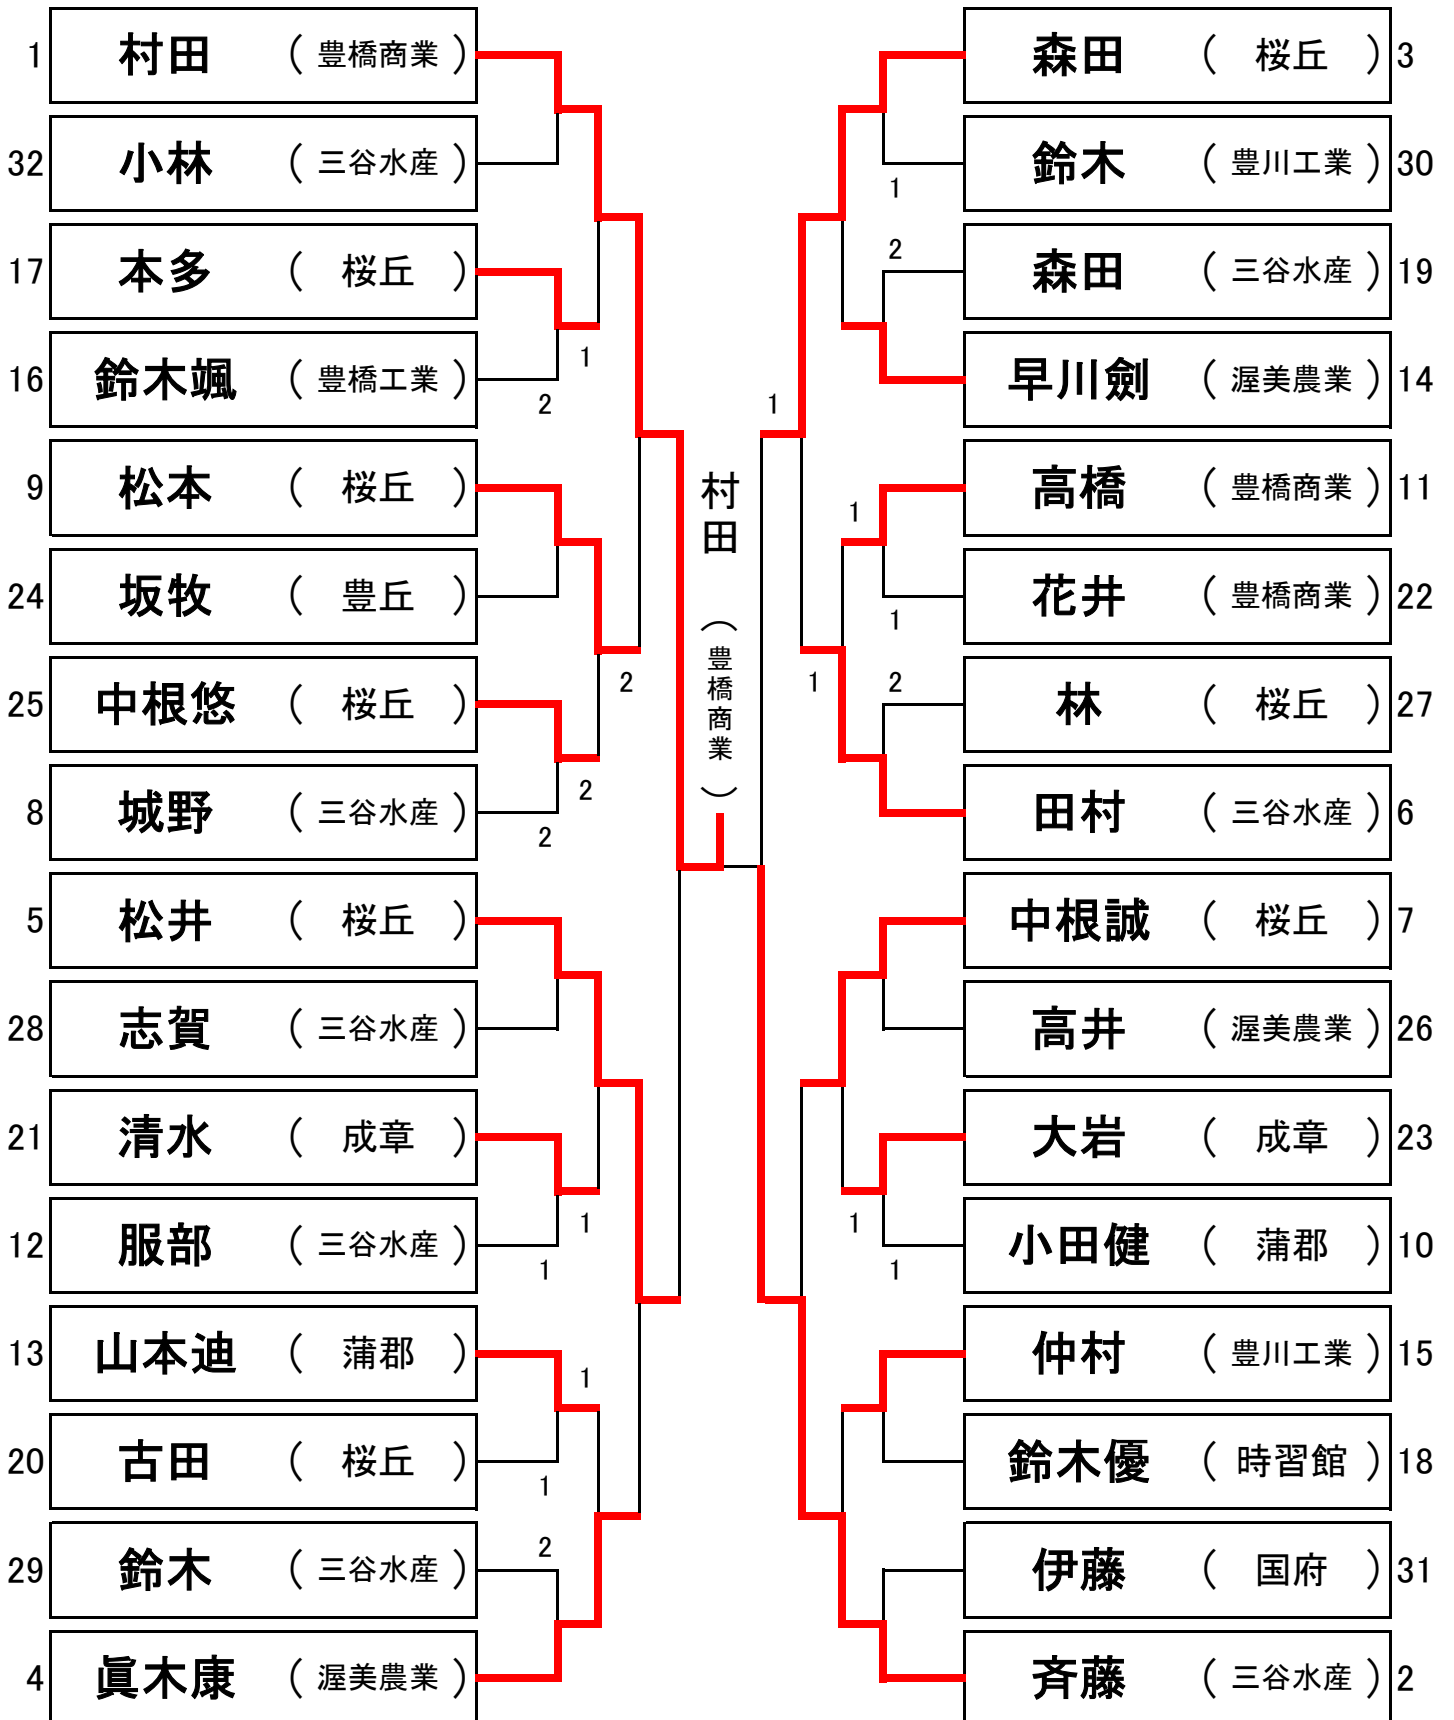 1 村田 ( 豊橋商業 )
32 小林 ( 三谷水産 )
17 本多 ( 桜丘 )
1
16 鈴木颯 ( 豊橋工業 )
2
9 松本 ( 桜丘 )
24 坂牧 ( 豊丘 )
2
25 中根悠 ( 桜丘 )
2
8 城野 ( 三谷水産 )
2
5 松井 ( 桜丘 )
28 志賀 ( 三谷水産 )
21 清水 ( 成章 )
1
12 服部 ( 三谷水産 )
1
13 山本迪 ( 蒲郡 )
1
20 古田 ( 桜丘 )
1
2
29 鈴木 ( 三谷水産 )
4 眞木康 ( 渥美農業 )
村田
(豊橋商業)
森田 ( 桜丘 ) 3
鈴木 ( 豊川工業 ) 30
1
2
森田 ( 三谷水産 ) 19
早川劍 ( 渥美農業 ) 14
1
高橋 ( 豊橋商業 ) 11
1
花井 ( 豊橋商業 ) 22
1
1
2
林 ( 桜丘 ) 27
田村 ( 三谷水産 ) 6
中根誠 ( 桜丘 ) 7
高井 ( 渥美農業 ) 26
大岩 ( 成章 ) 23
1
小田健 ( 蒲郡 ) 10
1
仲村 ( 豊川工業 ) 15
鈴木優 ( 時習館 ) 18
伊藤 ( 国府 ) 31
斉藤 ( 三谷水産 ) 2